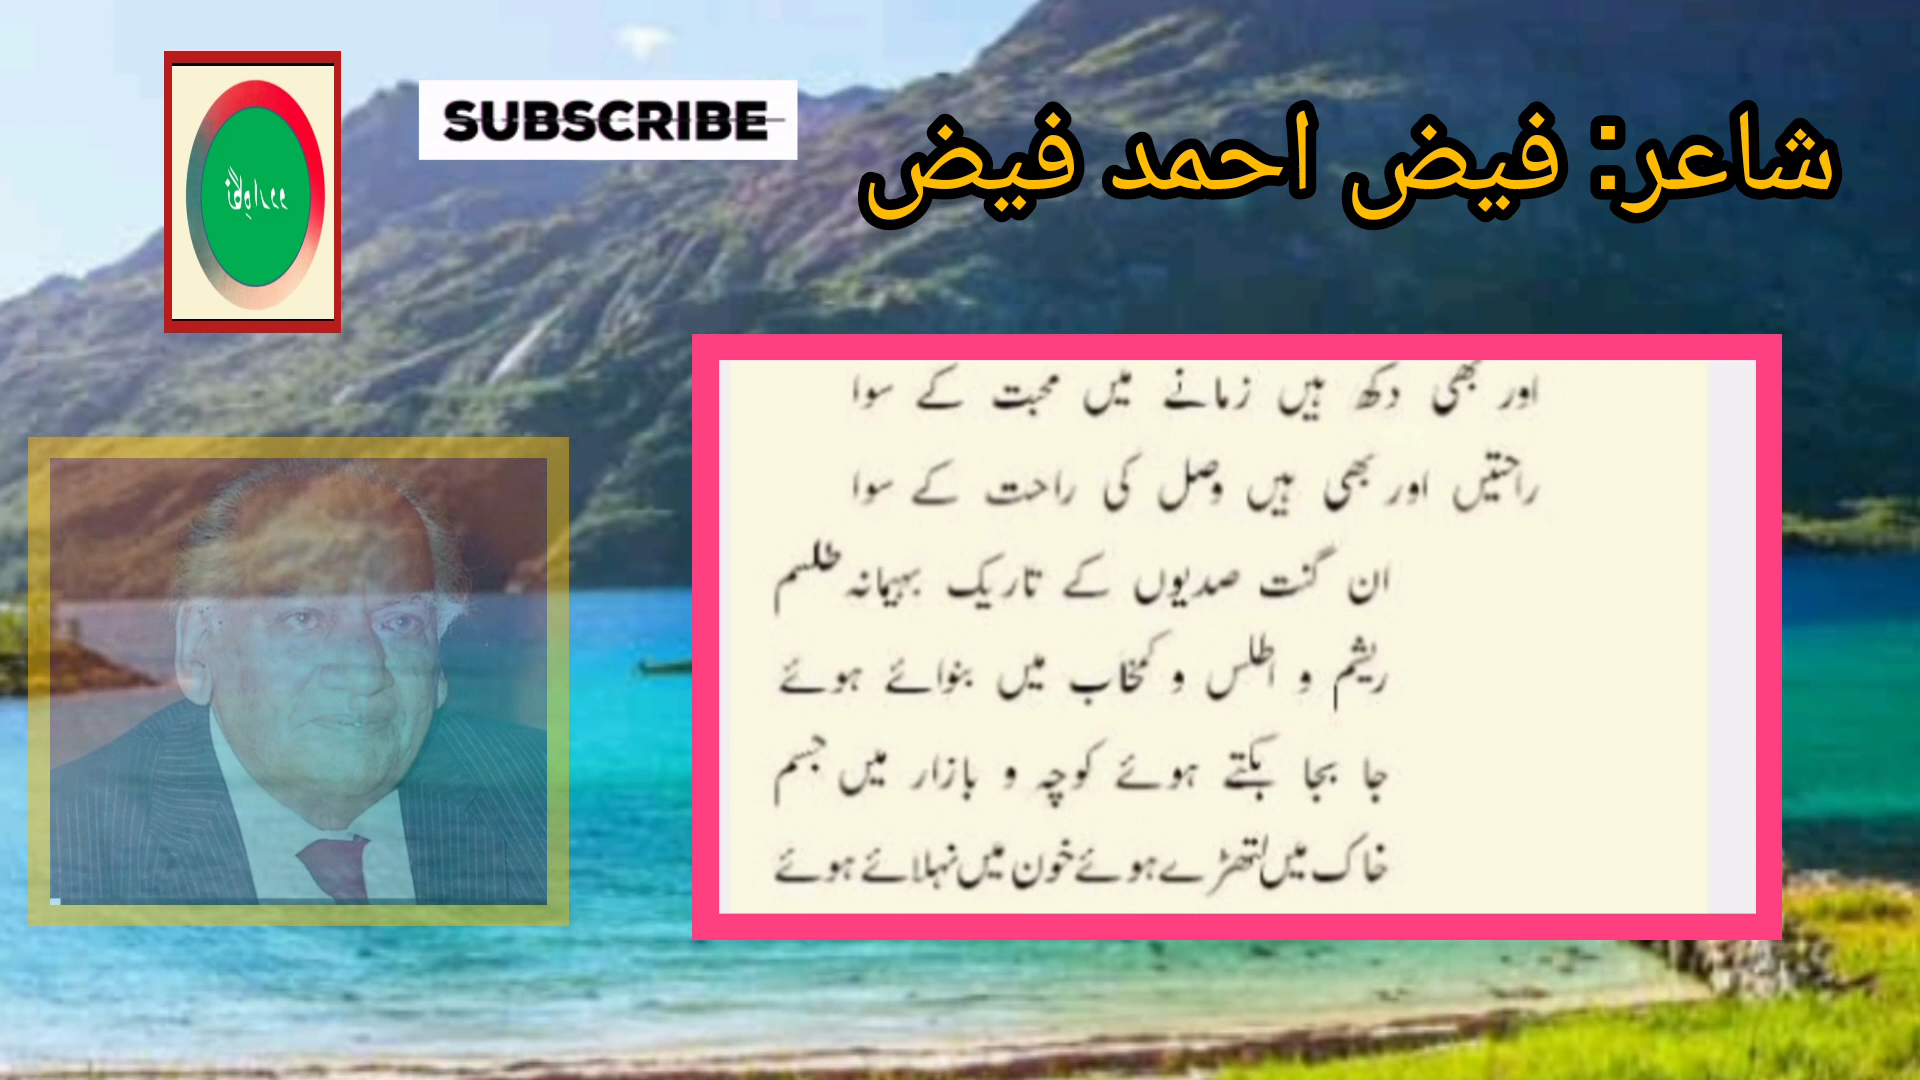 SUBSCRIBE
شاعر: فیض احمد فیض
اور بھی دکھ ہیں زمانے میں محبت کے سوا
راحتیں اور بھی ہیں وصل کی راحت کے سوا
ان گنت صدیوں کے تاریک بہیمانہ طلسم
ریشم و اطلس و کمخاب میں بنوائے ہوئے
جا بجا بکتے ہوئے کوچہ و بازار میں جسم
خاک میں لتھڑے ہوئے خون میں نہلائے ہوئے